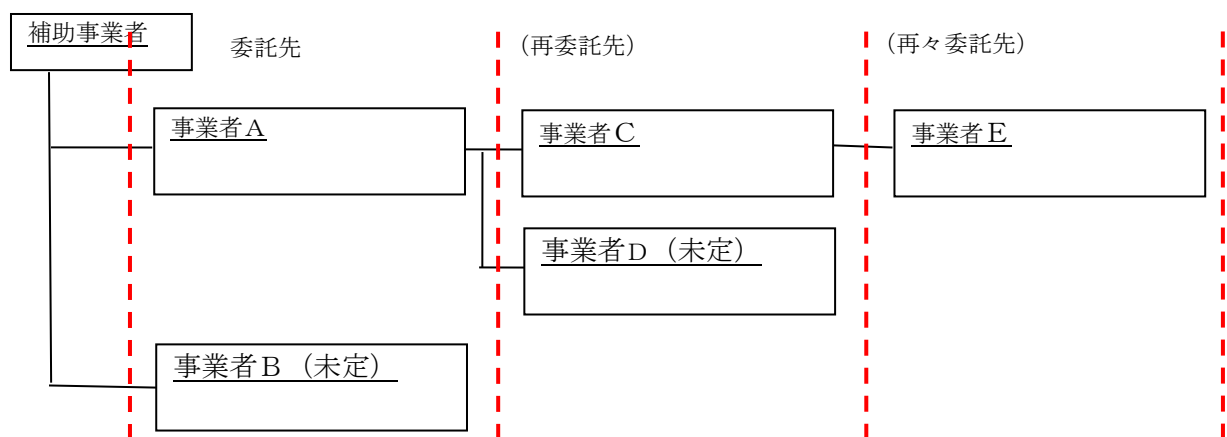 補助事業者
委託先
（再委託先）
（再々委託先）
事業者Ａ
事業者Ｃ
事業者Ｅ
事業者Ｄ（未定）
事業者Ｂ（未定）